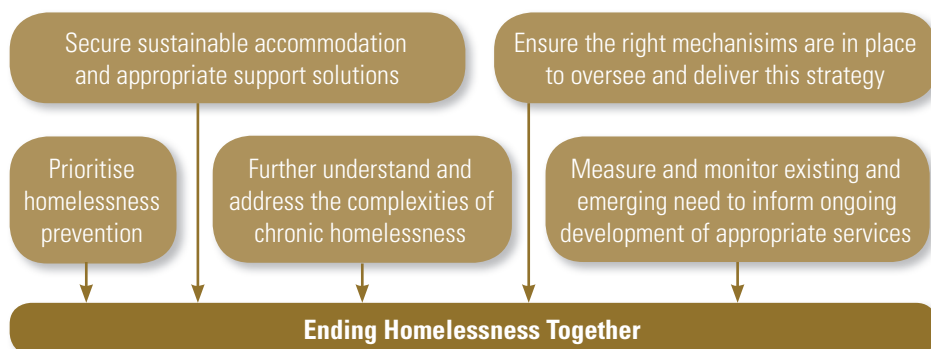 Secure sustainable accommodation
and appropriate support solutions
Ensure the right mechanisims are in place
to oversee and deliver this strategy
Prioritise
homelessness
prevention
Further understand and
address the complexities of
chronic homelessness
Measure and monitor existing and
emerging need to inform ongoing
development of appropriate services
Ending Homelessness Together